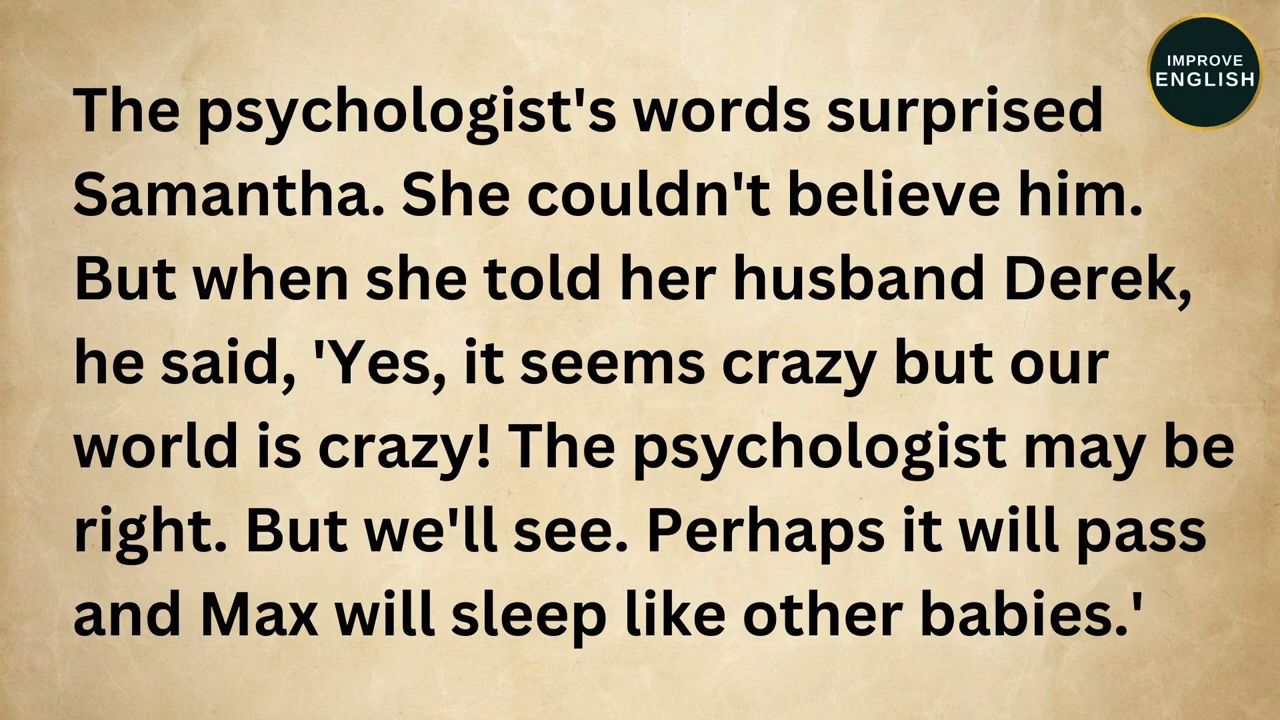 IMPROVE
ENGLISH
The psychologist's words surprised
Samantha. She couldn't believe him.
But when she told her husband Derek,
he said, 'Yes, it seems crazy but our
world is crazy! The psychologist may be
right. But we'll see. Perhaps it will pass
and Max will sleep like other babies.'